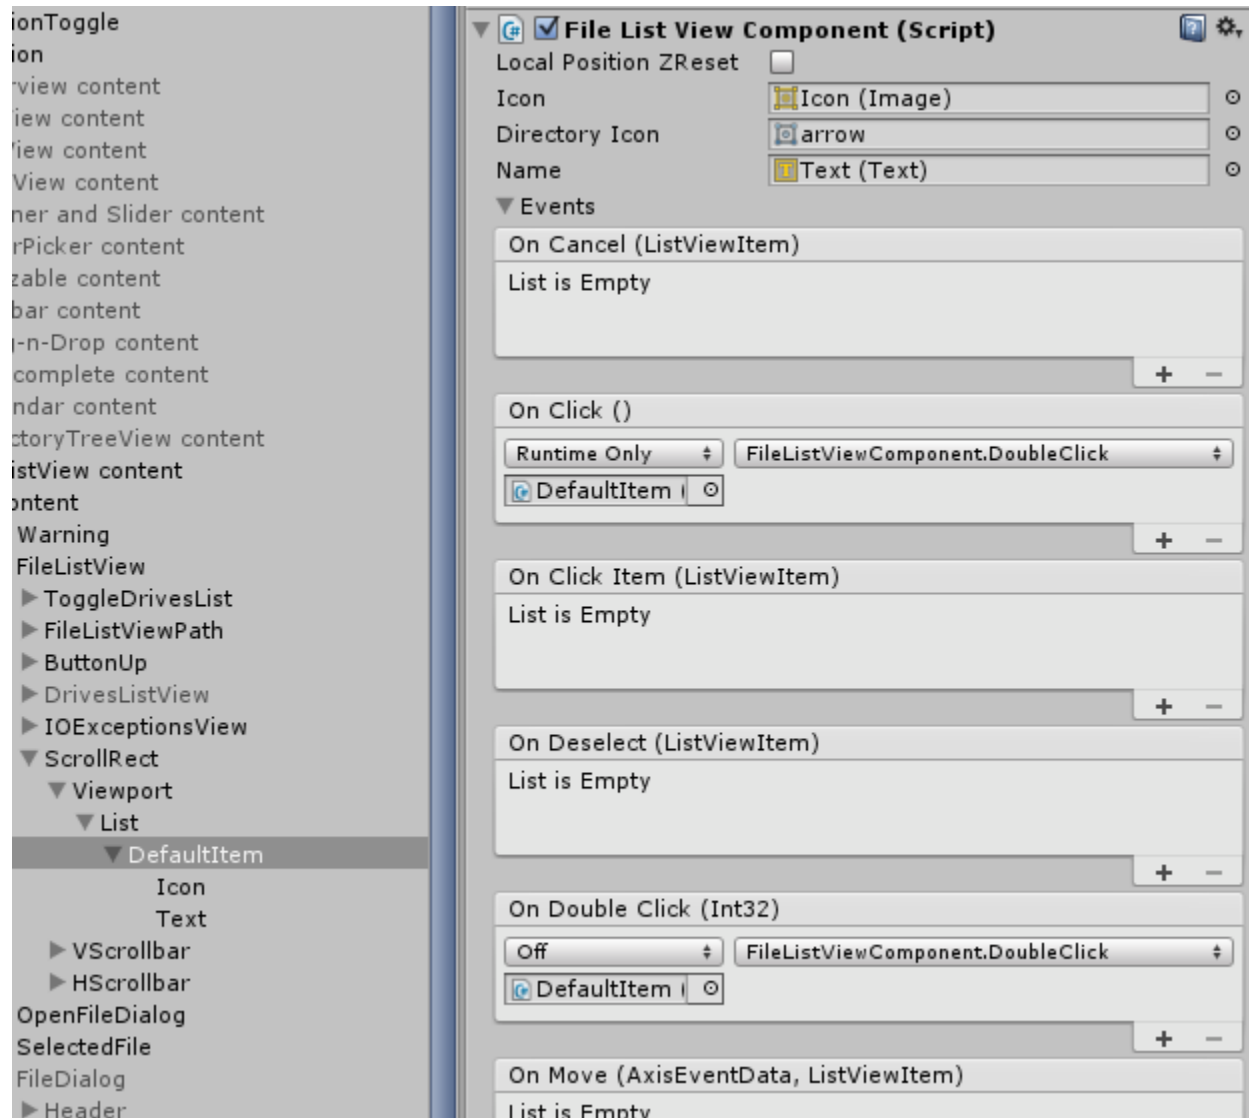 ionToggle
ion
rview content
iew content
iew content
View content
ner and Slider content
rPicker content
zable content
bar content
g-n-Drop content
complete content
ndar content
ctoryTreeView content
istView content
ontent
Warning
FileListView
ToggleDrivesList
FileListViewPath
ButtonUp
DrivesListView
IOExceptionsView
ScrollRect
Viewport
List
DefaultItem
Icon
Text
VScrollbar
HScrollbar
OpenFileDialog
SelectedFile
FileDialog
Header
File List View Component (Script)
Local Position ZReset
Icon Icon (Image)
Directory Icon arrow
Name Text (Text)
Events
On Cancel (ListViewItem)
List is Empty
+ −
On Click ()
Runtime Only FileListViewComponent.DoubleClick
DefaultItem (
+ −
On Click Item (ListViewItem)
List is Empty
+ −
On Deselect (ListViewItem)
List is Empty
+ −
On Double Click (Int32)
Off FileListViewComponent.DoubleClick
DefaultItem (
+ −
On Move (AxisEventData, ListViewItem)
List is Empty